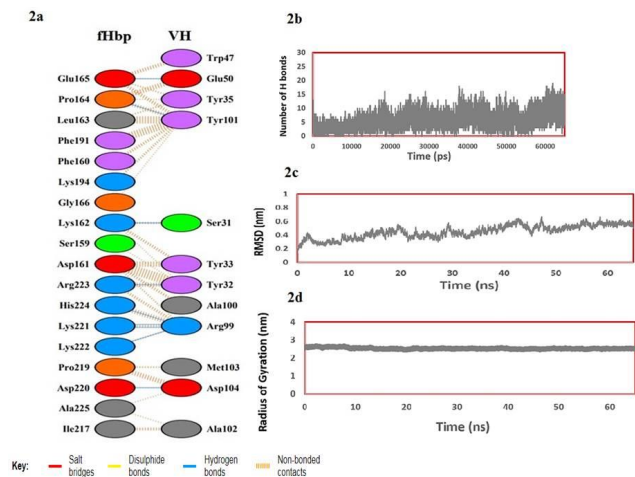 2a
fHbp VH
Trp47
Glu165 Glu50
Pro164 Tyr35
Leu163 Tyr101
Phe191
Phe160
Lys194
Gly166
Lys162 Ser31
Ser159
Asp161 Tyr33
Arg223 Tyr32
His224 Ala100
Lys221 Arg99
Lys222
Pro219 Met103
Asp220 Asp104
Ala225
Ile217 Ala102
Key: Salt bridges Disulphide bonds Hydrogen bonds Non-bonded contacts
2b
Number of H bonds
30
25
20
15
10
5
0
0 10000 20000 30000 40000 50000 60000
Time (ps)
2c
RMSD (nm)
1
0.8
0.6
0.4
0.2
0
0 10 20 30 40 50 60
Time (ns)
2d
Radius of Gyration (nm)
4
3
2
1
0
0 10 20 30 40 50 60
Time (ns)